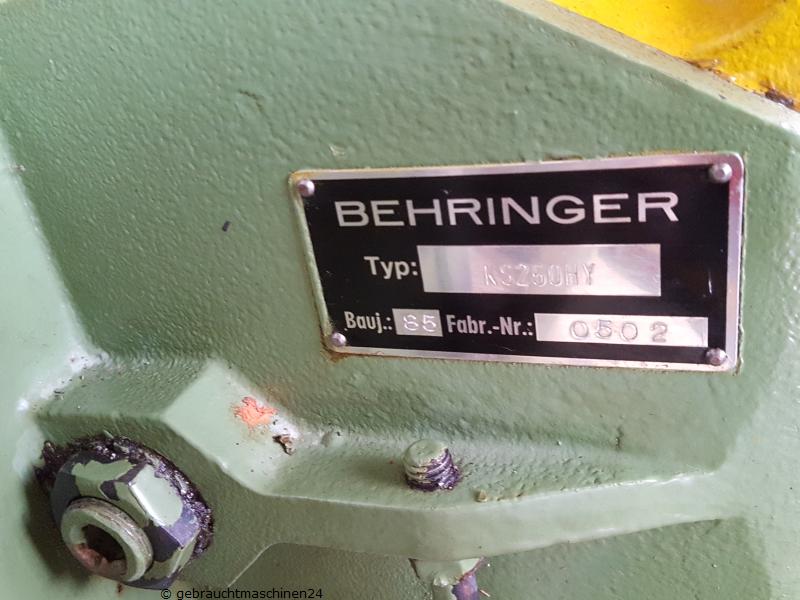 BEHRINGER
Typ: KS250HY
Bauj.: 85 Fabr.-Nr.: 0502
© gebrauchtmaschinen24